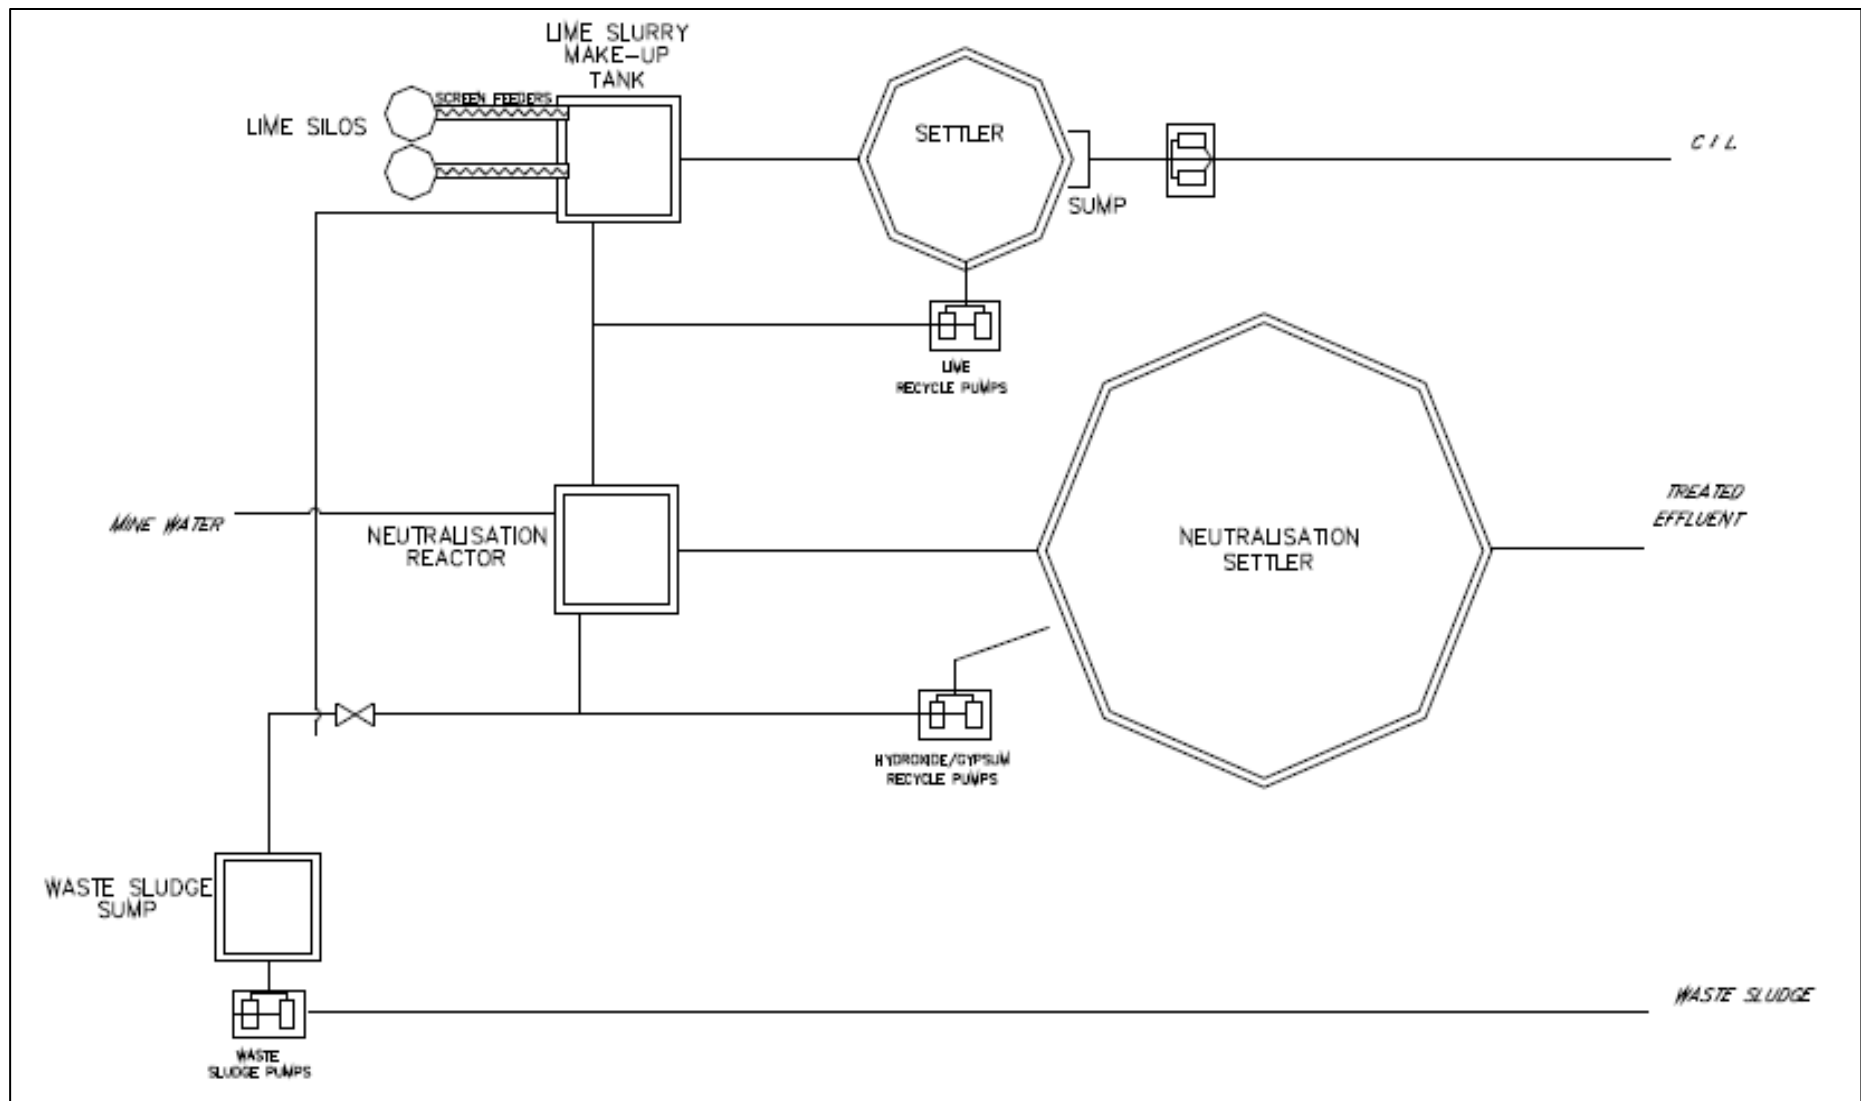 LIME SLURRY
MAKE-UP
TANK
SCREEN FEEDERS
LIME SILOS
SETTLER
CIL
SUMP
LIME
RECYCLE PUMPS
MINE WATER
NEUTRALISATION
REACTOR
NEUTRALISATION
SETTLER
TREATED
EFFLUENT
HYDROXIDE/GYPSUM
RECYCLE PUMPS
WASTE SLUDGE
SUMP
WASTE SLUDGE
WASTE
SLUDGE PUMPS